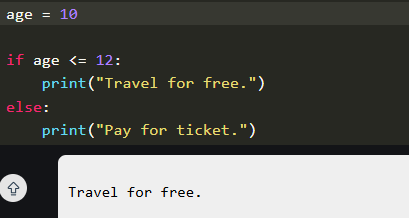 age = 10
if age <= 12:
    print("Travel for free.")
else:
    print("Pay for ticket.")
Travel for free.